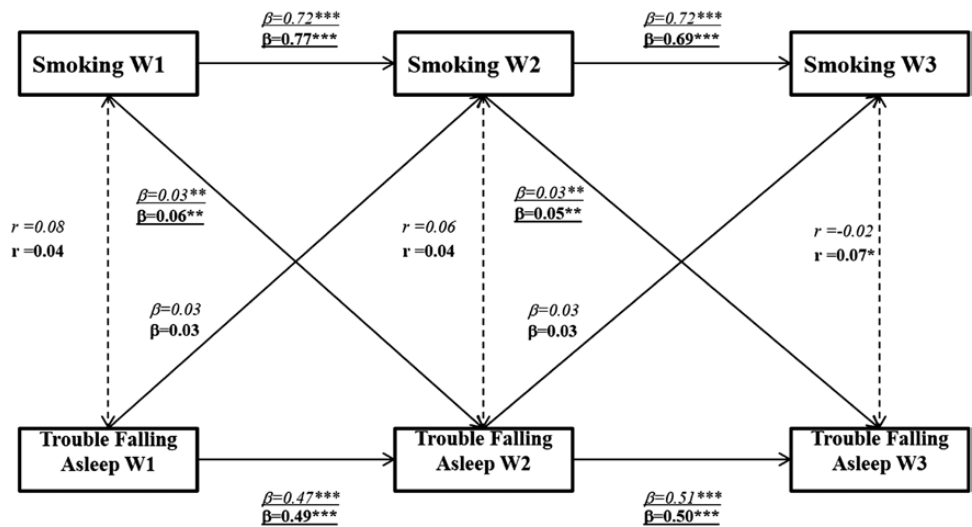 β=0.72***
β=0.77***
β=0.72***
β=0.69***
Smoking W1
Smoking W2
Smoking W3
β=0.03**
β=0.06**
β=0.03**
β=0.05**
r =0.08
r =0.04
r=0.06
r =0.04
r=-0.02
r =0.07*
β=0.03
β=0.03
β=0.03
β=0.03
Trouble Falling
Asleep W1
Trouble Falling
Asleep W2
Trouble Falling
Asleep W3
β=0.47***
β=0.49***
β=0.51***
β=0.50***